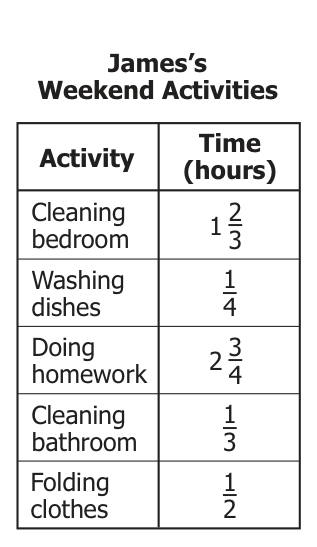 James’s
Weekend Activities
Activity
Time
(hours)
Cleaning
bedroom
1 2/3
Washing
dishes
1/4
Doing
homework
2 3/4
Cleaning
bathroom
1/3
Folding
clothes
1/2